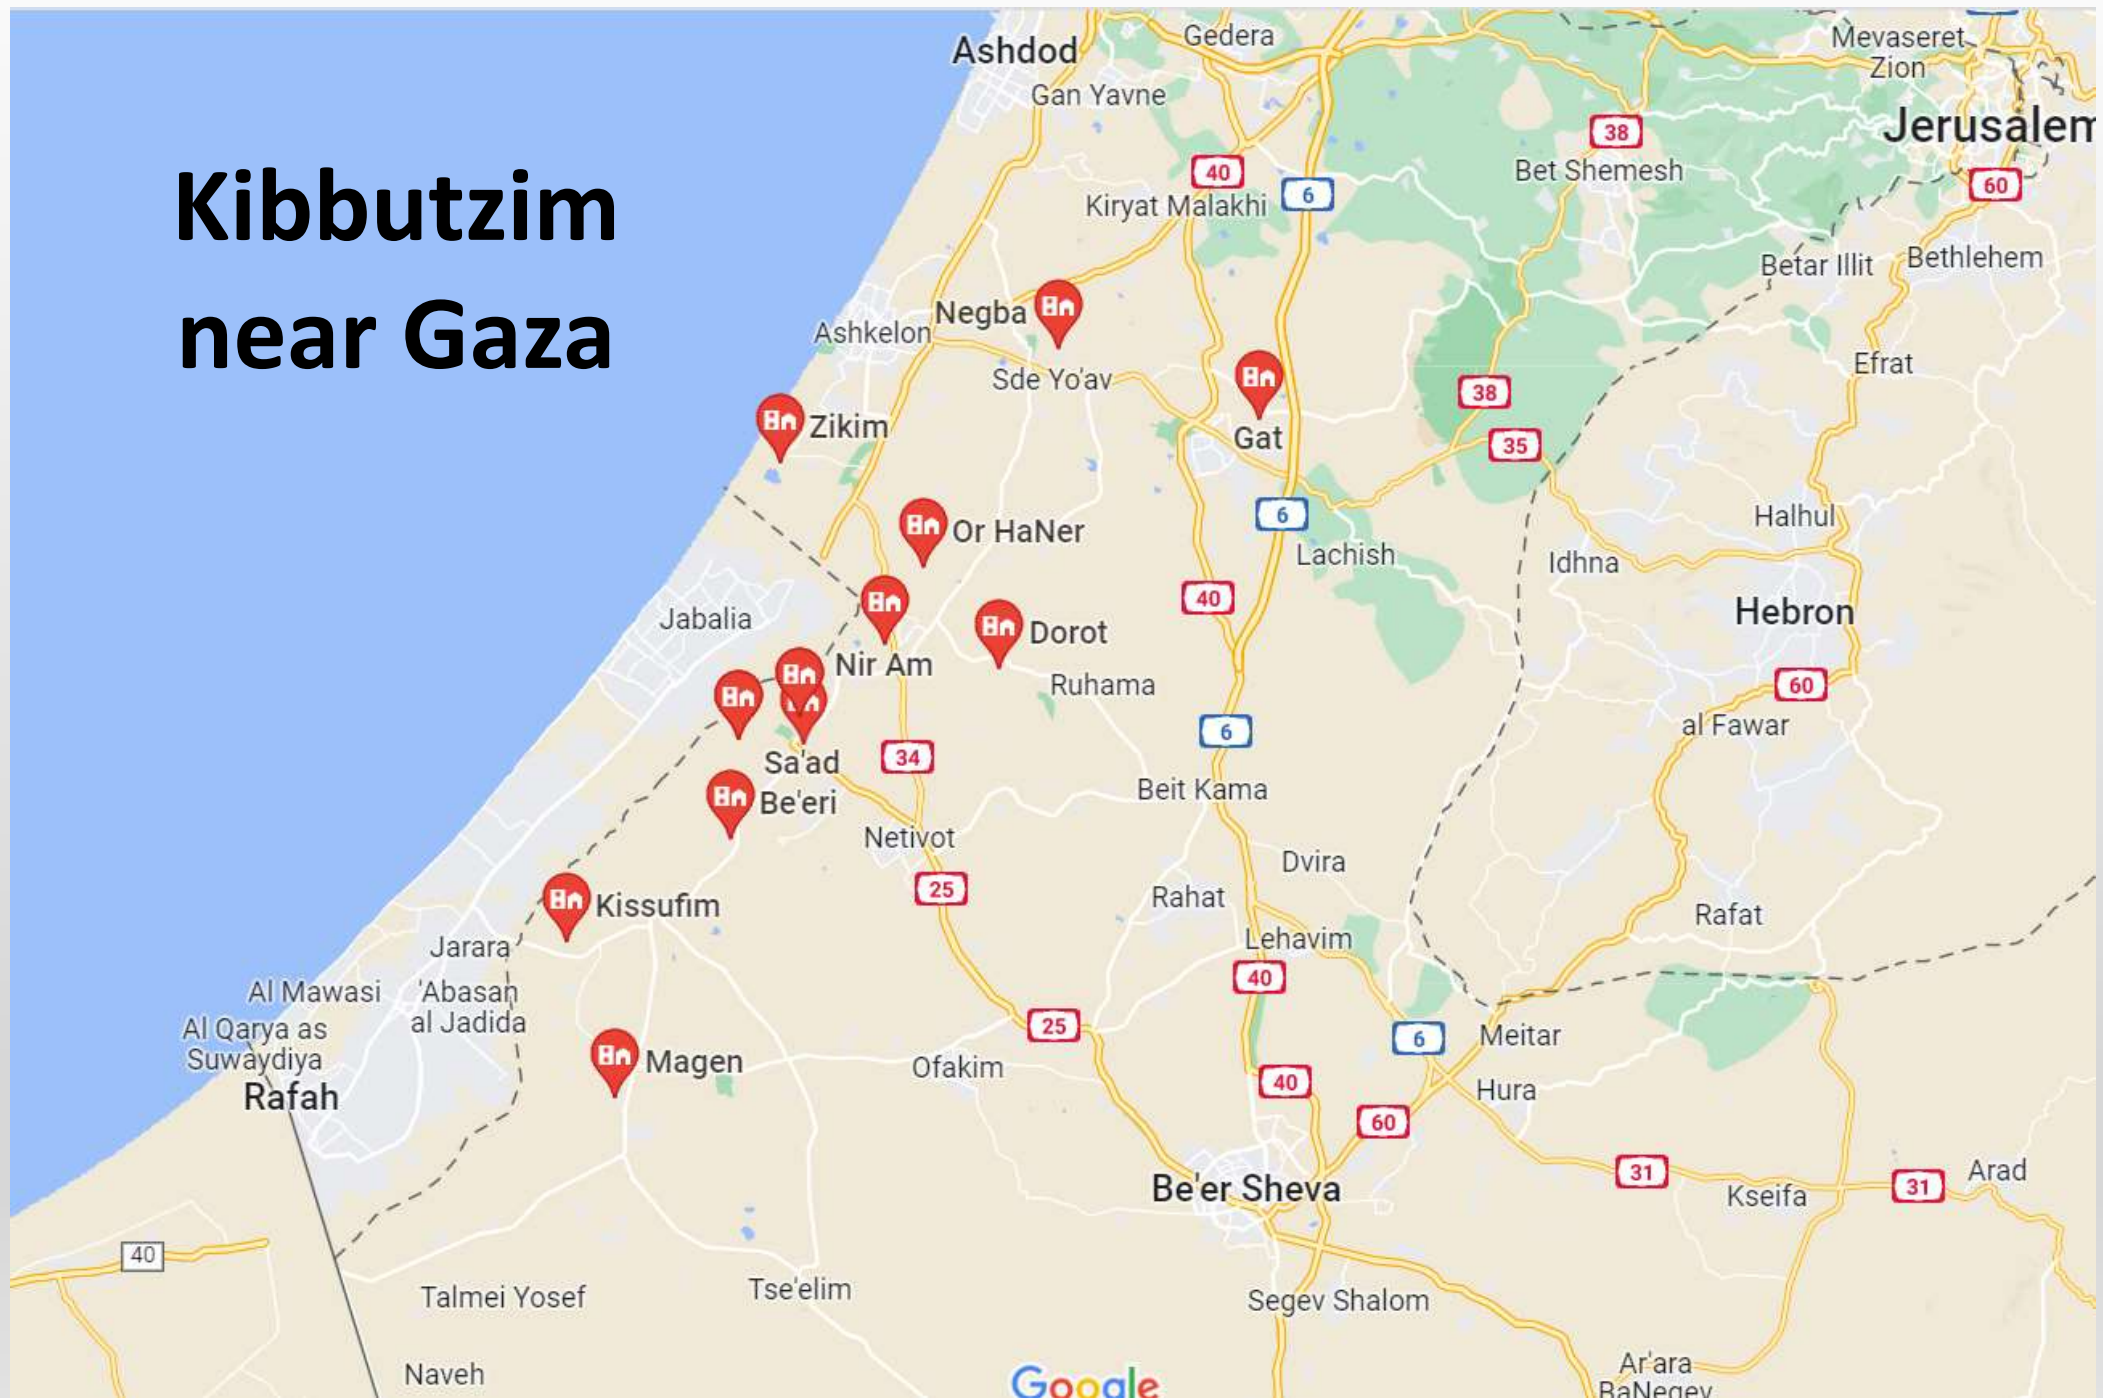 Kibbutzim
near Gaza
Ashdod
Gedera
Mevaseret
Zion
Gan Yavne
Jerusalem
38
Bet Shemesh
40
6
60
Kiryat Malakhi
Betar Illit
Bethlehem
Negba
Ashkelon
Sde Yo'av
Efrat
Gat
38
Zikim
35
Halhul
6
Or HaNer
Lachish
Idhna
40
Hebron
Jabalia
Dorot
Nir Am
Ruhama
60
al Fawar
6
Sa'ad
34
Beit Kama
Be'eri
Netivot
Dvira
25
Rahat
Kissufim
Rafat
Jarara
Lehavim
40
Al Mawasi
'Abasan
al Jadida
Al Qarya as
Suwaydiya
25
6
Meitar
Magen
Ofakim
40
Hura
Rafah
60
31
Arad
Be'er Sheva
Kseifa
31
40
Talmei Yosef
Tse'elim
Segev Shalom
Naveh
Ar'ara
BaNegev
Google